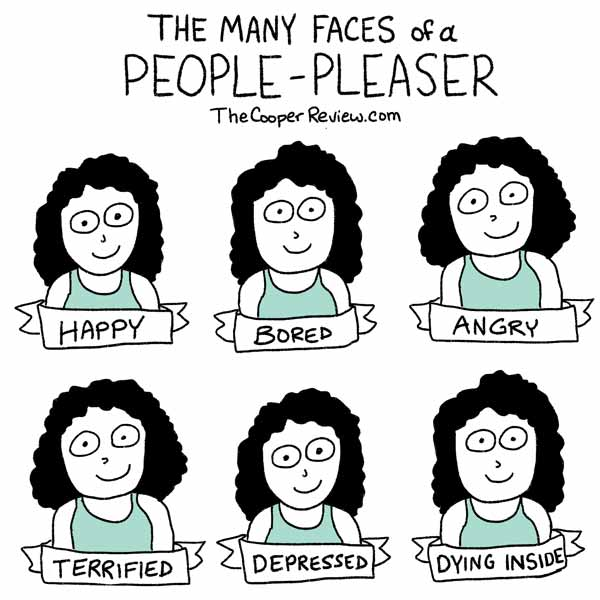 THE MANY FACES of a
PEOPLE-PLEASER
TheCooperReview.com
HAPPY
BORED
ANGRY
TERRIFIED
DEPRESSED
DYING INSIDE